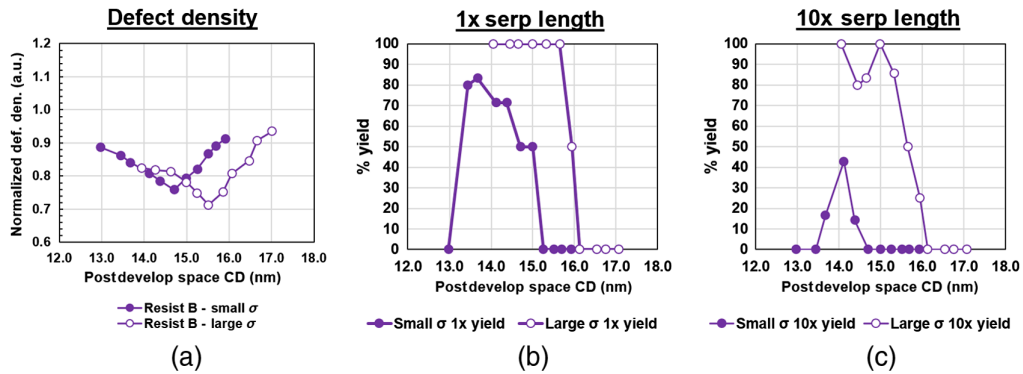 Defect density
Normalized def. den. (a.u.)
1.2
1.1
1.0
0.9
0.8
0.7
0.6
12.0 13.0 14.0 15.0 16.0 17.0 18.0
Postdevelop space CD (nm)
Resist B - small σ
Resist B - large σ
(a)
1x serp length
% yield
100
90
80
70
60
50
40
30
20
10
0
12.0 13.0 14.0 15.0 16.0 17.0 18.0
Postdevelop space CD (nm)
Small σ 1x yield Large σ 1x yield
(b)
10x serp length
% yield
100
90
80
70
60
50
40
30
20
10
0
12.0 13.0 14.0 15.0 16.0 17.0 18.0
Postdevelop space CD (nm)
Small σ 10x yield Large σ 10x yield
(c)